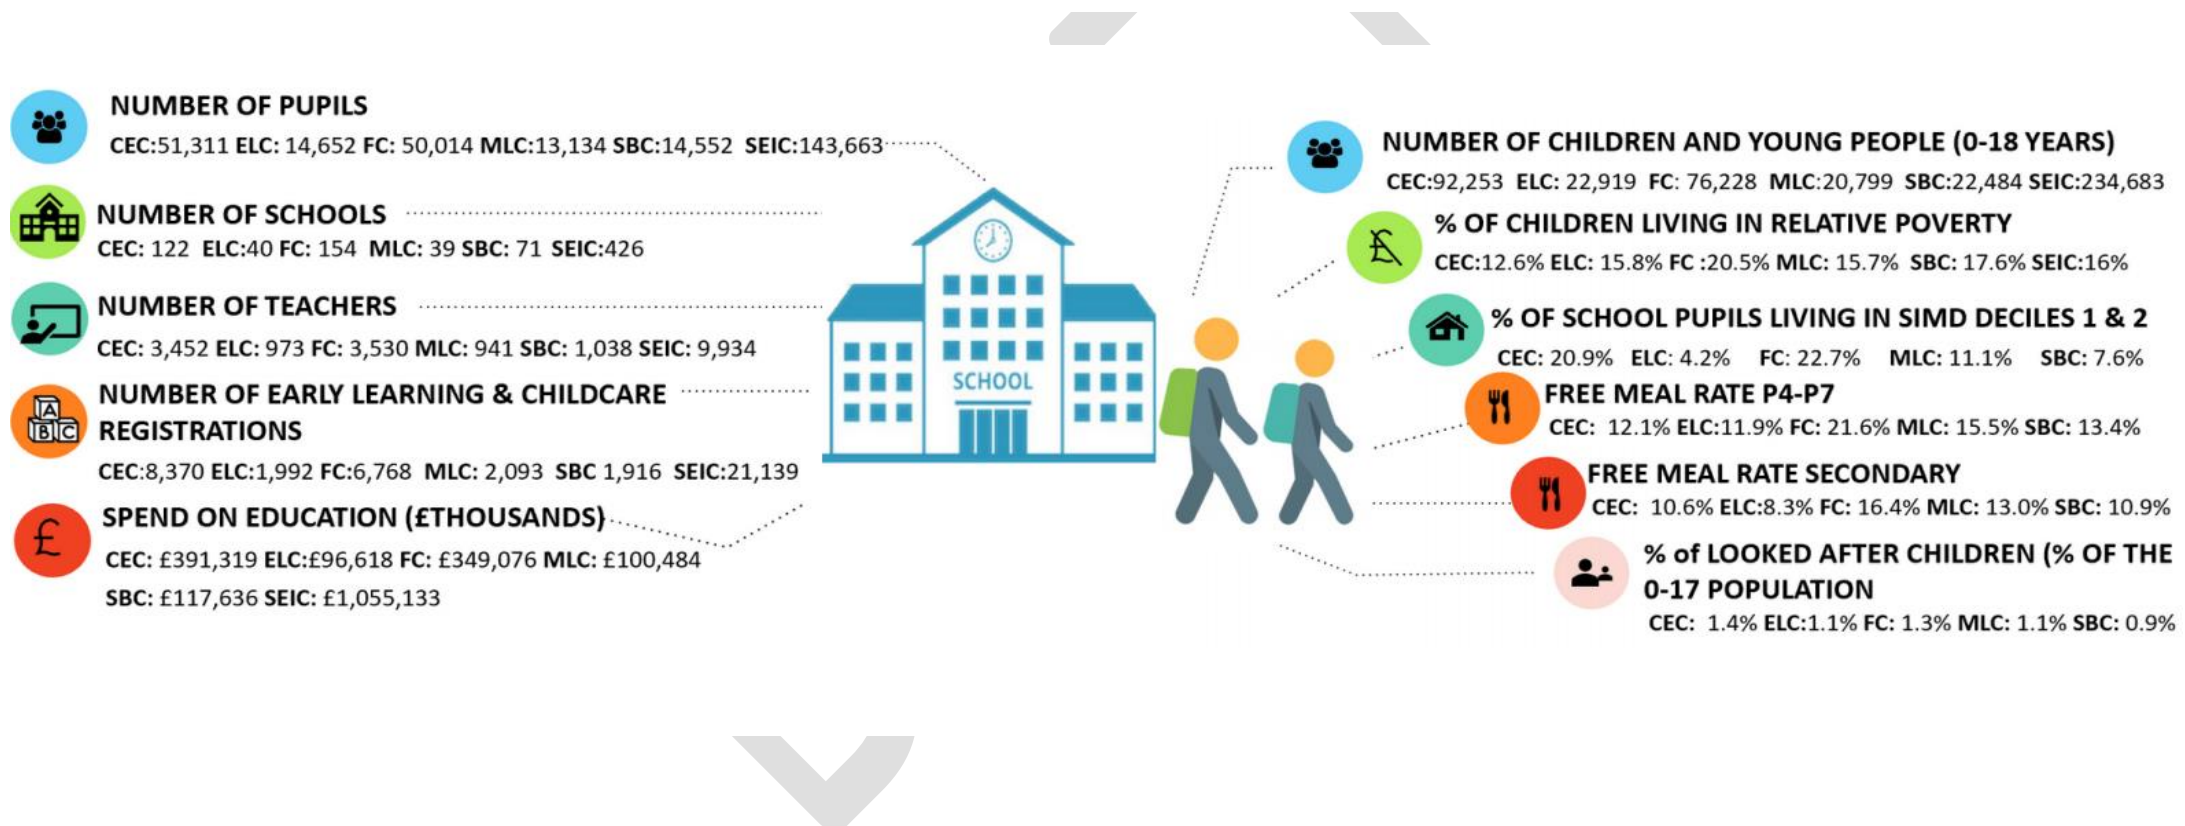 NUMBER OF PUPILS
CEC:51,311 ELC: 14,652 FC: 50,014 MLC:13,134 SBC:14,552 SEIC:143,663
NUMBER OF SCHOOLS
CEC: 122 ELC:40 FC: 154 MLC: 39 SBC: 71 SEIC:426
NUMBER OF TEACHERS
CEC: 3,452 ELC: 973 FC: 3,530 MLC: 941 SBC: 1,038 SEIC: 9,934
A
B C
NUMBER OF EARLY LEARNING & CHILDCARE
REGISTRATIONS
CEC:8,370 ELC:1,992 FC:6,768 MLC: 2,093 SBC 1,916 SEIC:21,139
£
SPEND ON EDUCATION (£THOUSANDS)
CEC: £391,319 ELC:£96,618 FC: £349,076 MLC: £100,484
SBC: £117,636 SEIC: £1,055,133
SCHOOL
NUMBER OF CHILDREN AND YOUNG PEOPLE (0-18 YEARS)
CEC:92,253 ELC: 22,919 FC: 76,228 MLC:20,799 SBC:22,484 SEIC:234,683
£
% OF CHILDREN LIVING IN RELATIVE POVERTY
CEC:12.6% ELC: 15.8% FC :20.5% MLC: 15.7% SBC: 17.6% SEIC:16%
% OF SCHOOL PUPILS LIVING IN SIMD DECILES 1 & 2
CEC: 20.9% ELC: 4.2% FC: 22.7% MLC: 11.1% SBC: 7.6%
FREE MEAL RATE P4-P7
CEC: 12.1% ELC:11.9% FC: 21.6% MLC: 15.5% SBC: 13.4%
FREE MEAL RATE SECONDARY
CEC: 10.6% ELC:8.3% FC: 16.4% MLC: 13.0% SBC: 10.9%
% of LOOKED AFTER CHILDREN (% OF THE
0-17 POPULATION
CEC: 1.4% ELC:1.1% FC: 1.3% MLC: 1.1% SBC: 0.9%